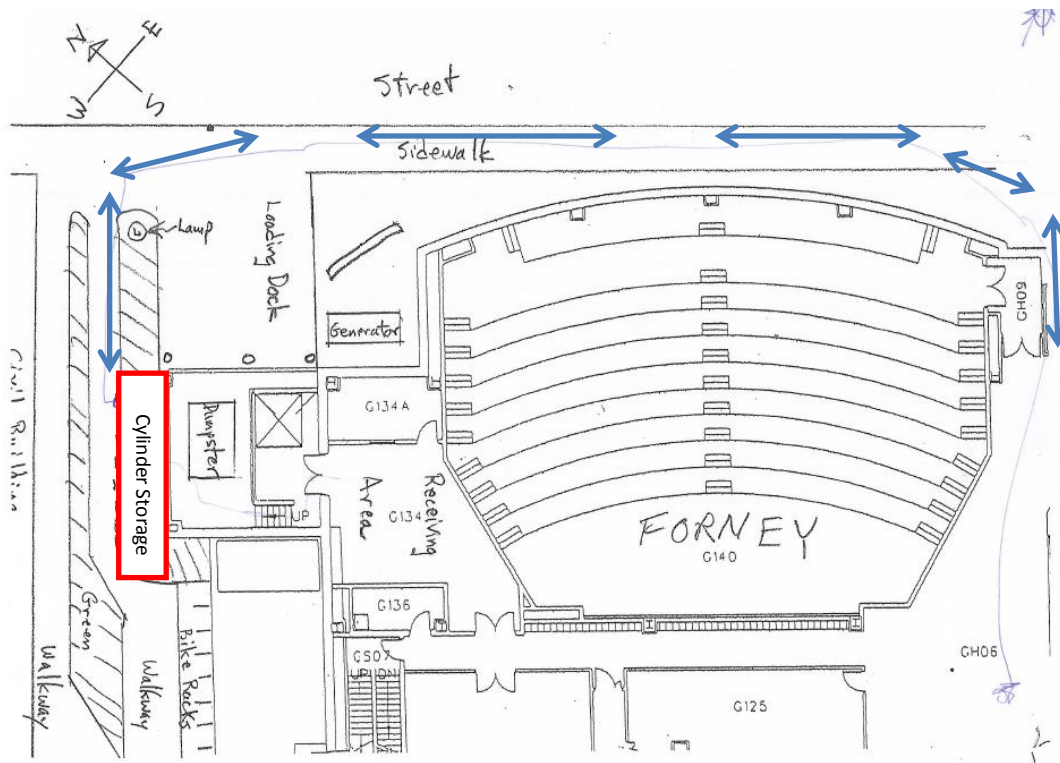 N
E
W
S
Street
Sidewalk
Lamp
Loading Dock
Generator
GH09
Civil Building
Cylinder Storage
Dumpster
UP
G134A
Receiving
Area
G134
FORNEY
G140
G136
GS07
UP
DN
Green
Walkway
Walkway
Bike Racks
GH06
G125